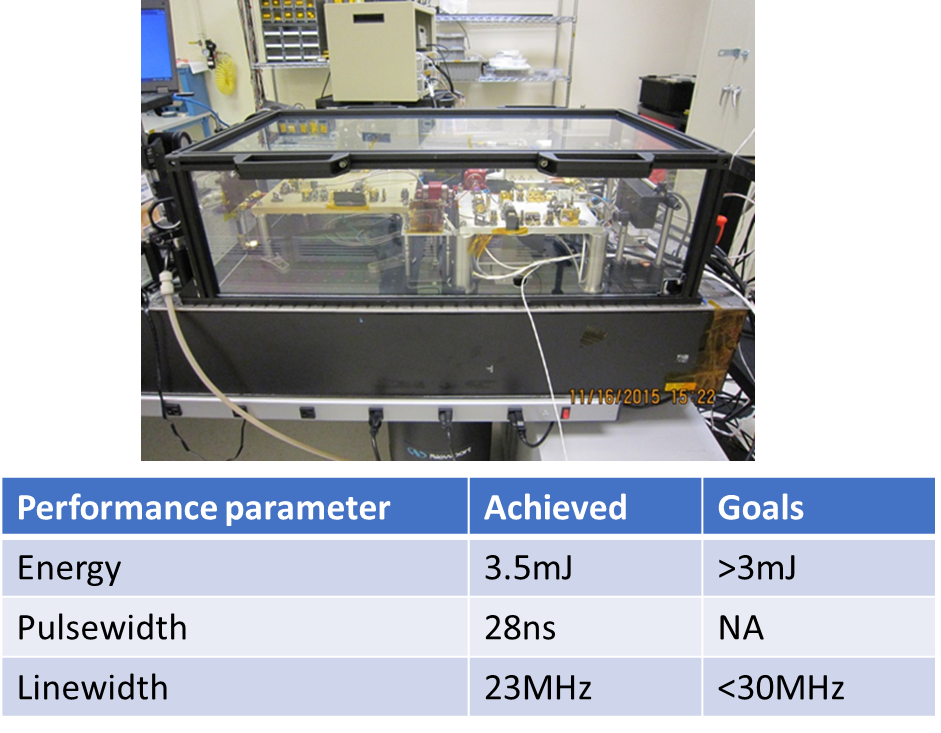 11/16/2015 15:22
Newport
Performance parameter Achieved Goals
Energy 3.5mJ >3mJ
Pulsewidth 28ns NA
Linewidth 23MHz <30MHz